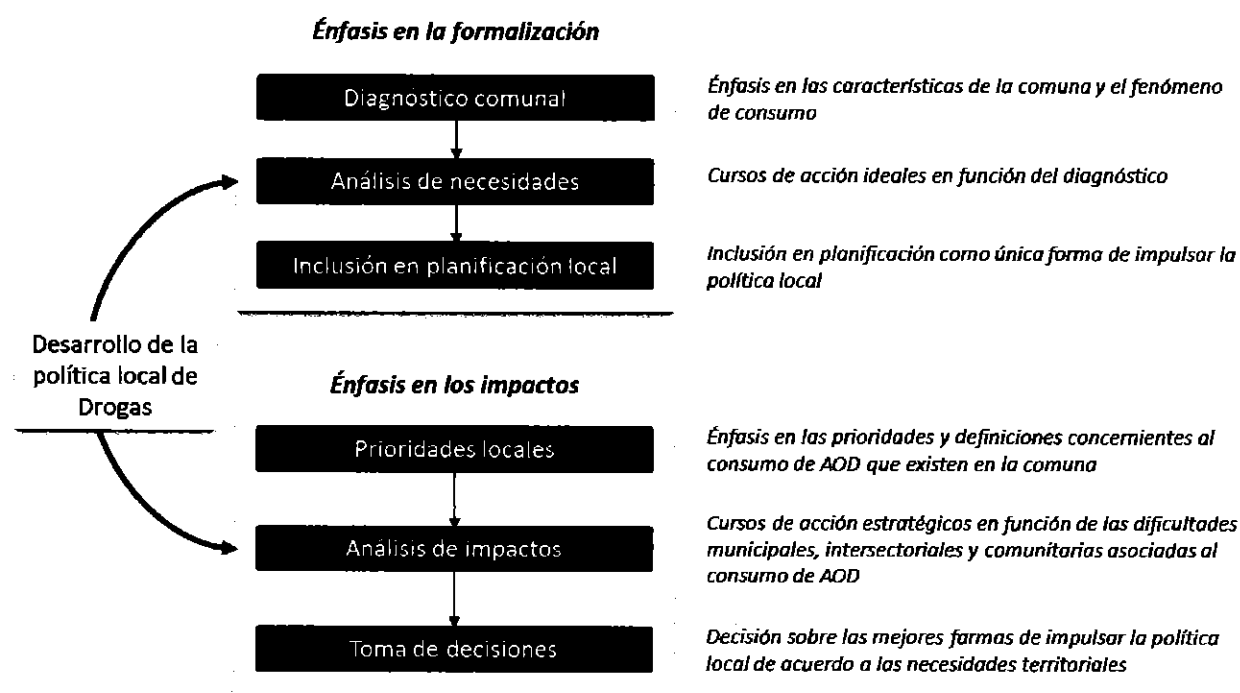 Énfasis en la formalización
Diagnóstico comunal
Énfasis en las características de la comuna y el fenómeno
de consumo
Análisis de necesidades
Cursos de acción ideales en función del diagnóstico
Inclusión en planificación local
Inclusión en planificación como única forma de impulsar la
política local
Desarrollo de la
política local de
Drogas
Énfasis en los impactos
Prioridades locales
Énfasis en las prioridades y definiciones concernientes al
consumo de AOD que existen en la comuna
Análisis de impactos
Cursos de acción estratégicos en función de las dificultades
municipales, intersectoriales y comunitarias asociadas al
consumo de AOD
Toma de decisiones
Decisión sobre las mejores farmas de impulsar la política
local de acuerdo a las necesidades territoriales